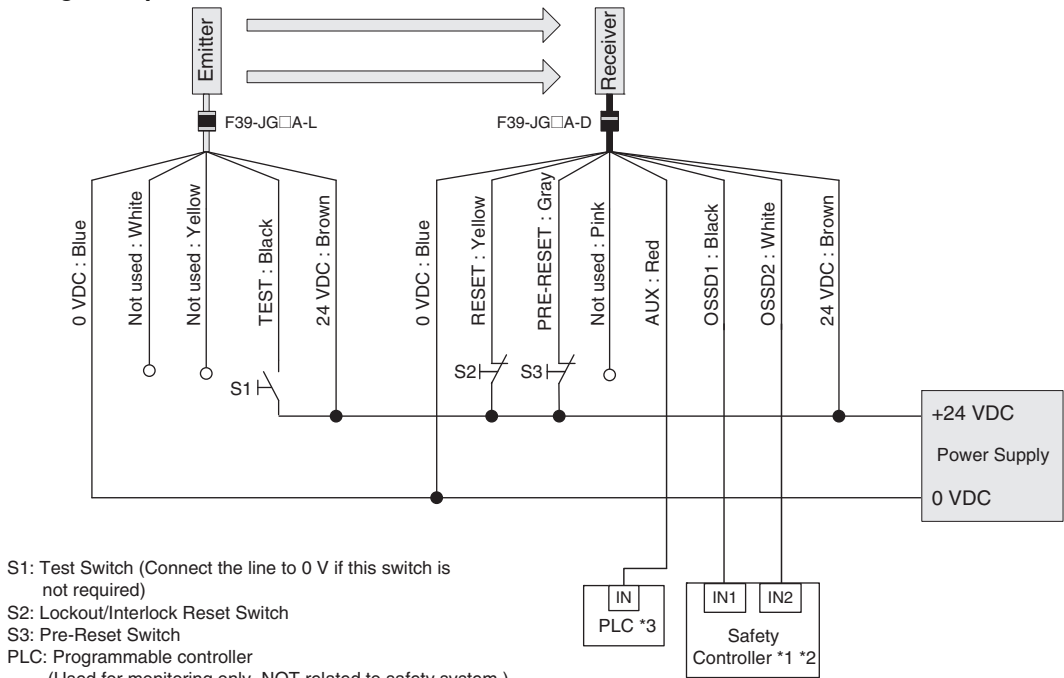 Emitter
Receiver
F39-JG□A-L
F39-JG□A-D
0 VDC : Blue
Not used : White
Not used : Yellow
TEST : Black
24 VDC : Brown
0 VDC : Blue
RESET : Yellow
PRE-RESET : Gray
Not used : Pink
AUX : Red
OSSD1 : Black
OSSD2 : White
24 VDC : Brown
S1
S2
S3
+24 VDC
Power Supply
0 VDC
S1: Test Switch (Connect the line to 0 V if this switch is
not required)
S2: Lockout/Interlock Reset Switch
S3: Pre-Reset Switch
PLC: Programmable controller
(Used for monitoring only. NOT related to safety system.)
IN
PLC *3
IN1
IN2
Safety
Controller *1 *2